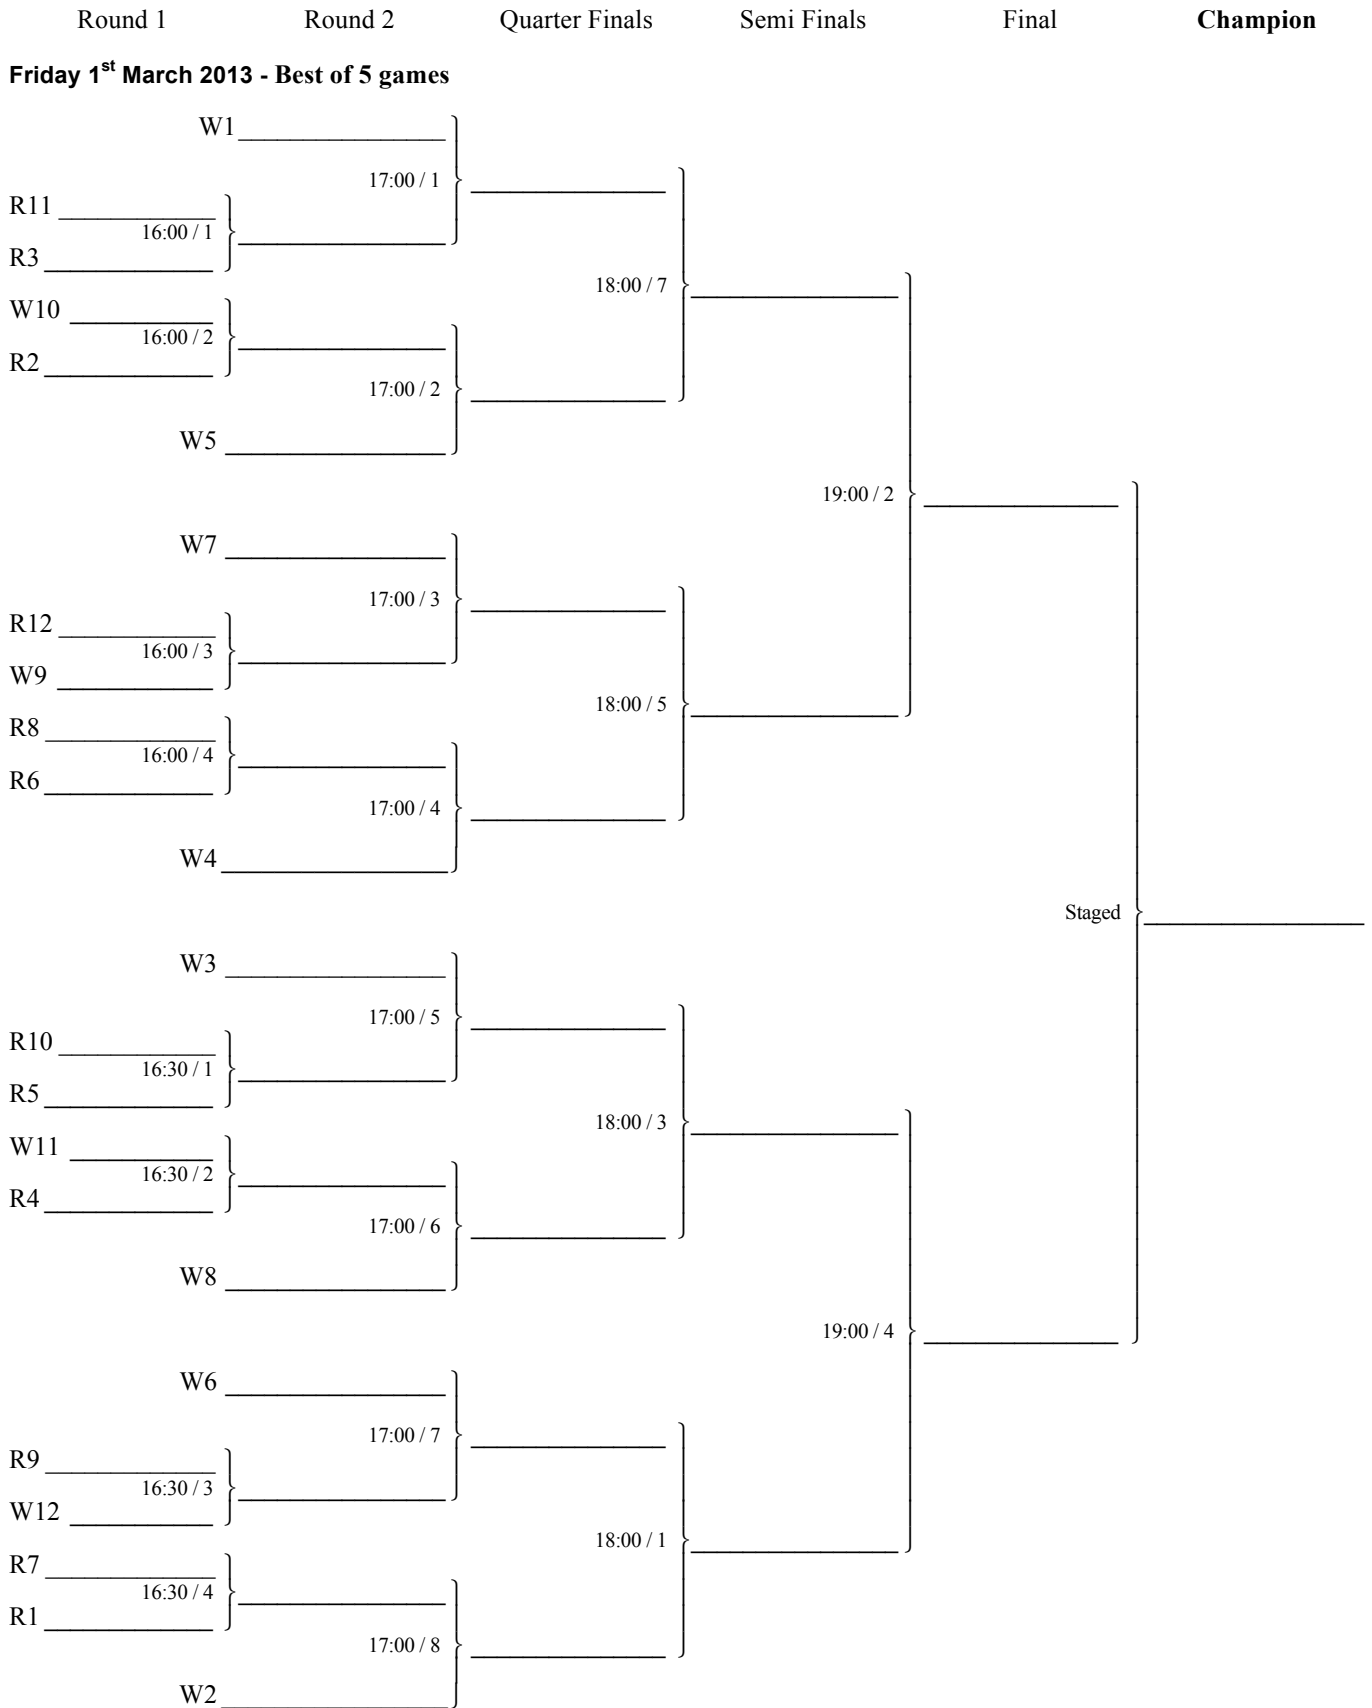 Round 1 Round 2 Quarter Finals Semi Finals Final Champion
Friday 1st March 2013 - Best of 5 games
W1
17:00 / 1
R11
16:00 / 1
R3
18:00 / 7
W10
16:00 / 2
R2
17:00 / 2
W5
19:00 / 2
W7
17:00 / 3
R12
16:00 / 3
W9
18:00 / 5
R8
16:00 / 4
R6
17:00 / 4
W4
Staged
W3
17:00 / 5
R10
16:30 / 1
R5
18:00 / 3
W11
16:30 / 2
R4
17:00 / 6
W8
19:00 / 4
W6
17:00 / 7
R9
16:30 / 3
W12
18:00 / 1
R7
16:30 / 4
R1
17:00 / 8
W2